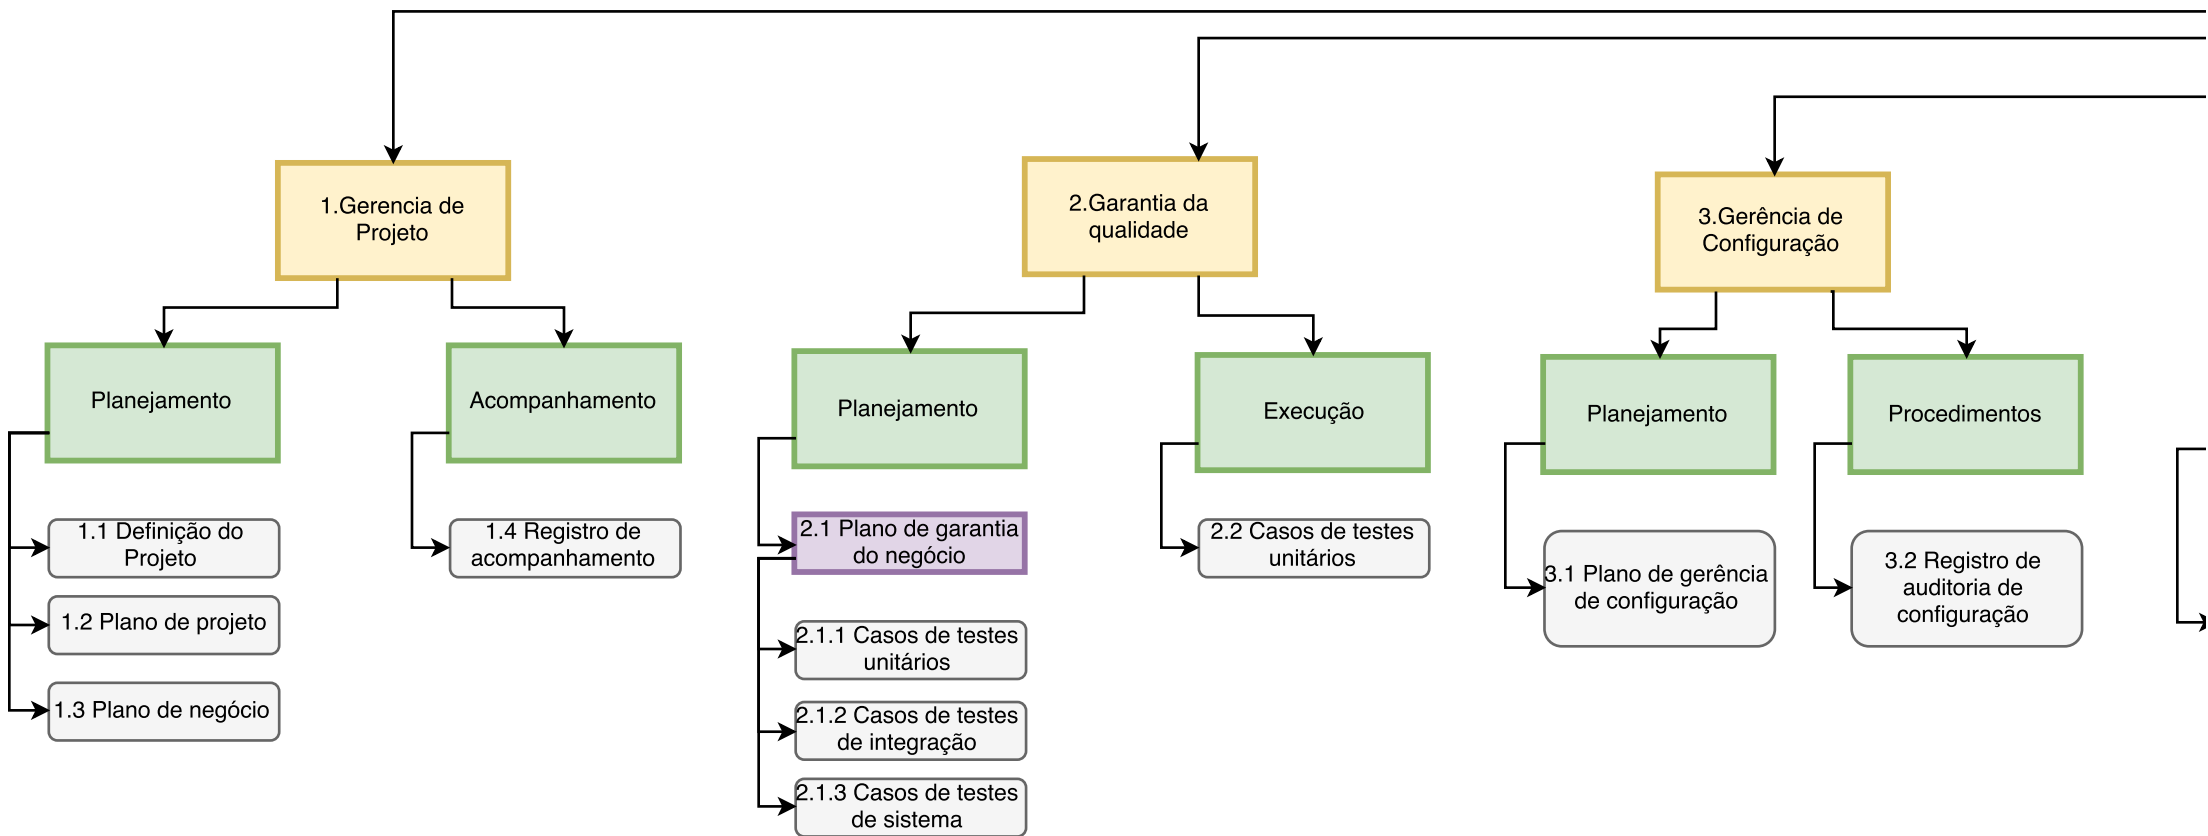 1.Gerencia de
Projeto
2.Garantia da
qualidade
3.Gerência de
Configuração
Planejamento
Acompanhamento
Planejamento
Execução
Planejamento
Procedimentos
1.1 Definição do
Projeto
1.2 Plano de projeto
1.3 Plano de negócio
1.4 Registro de
acompanhamento
2.1 Plano de garantia
do negócio
2.1.1 Casos de testes
unitários
2.1.2 Casos de testes
de integração
2.1.3 Casos de testes
de sistema
2.2 Casos de testes
unitários
3.1 Plano de gerência
de configuração
3.2 Registro de
auditoria de
configuração